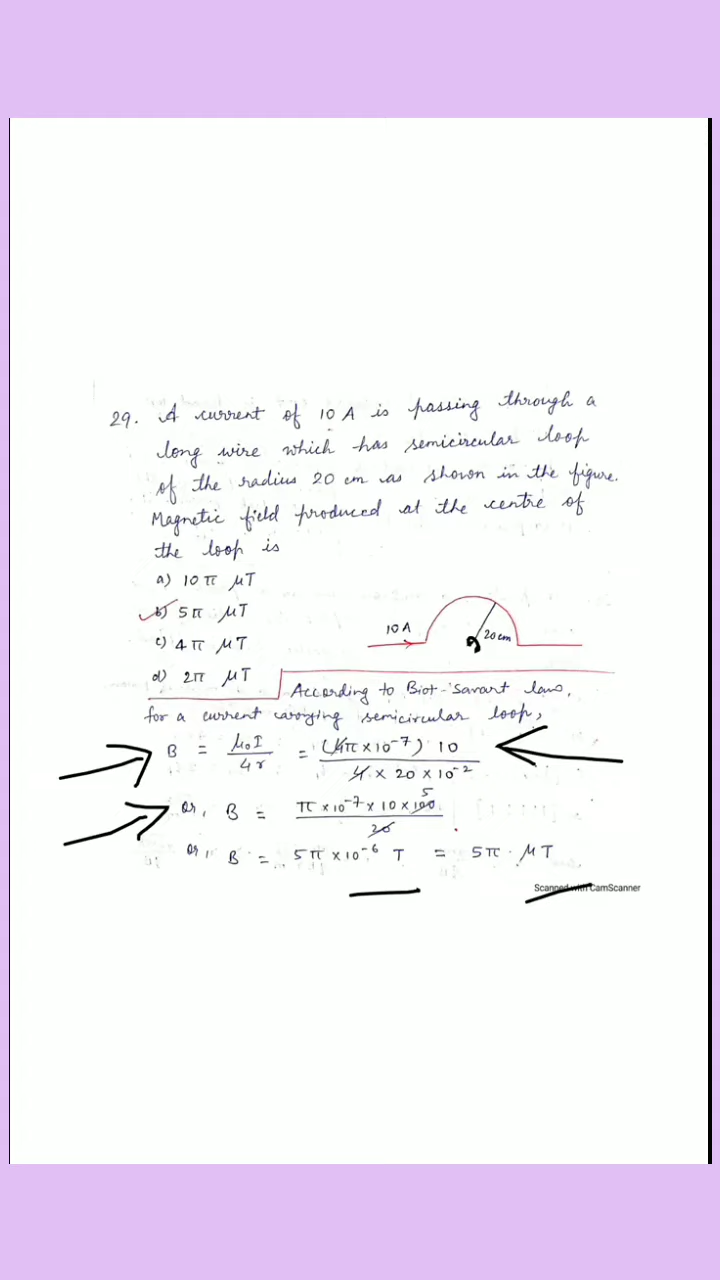 29. A current of 10 A is passing through a
long wire which has semicircular loop
of the radius 20 cm as shown in the figure.
Magnetic field produced at the centre of
the loop is
a) 10 π μT
b) 5 π μT
c) 4 π μT
d) 2π μT
10 A
20 cm
According to Biot-Savart law,
for a current carrying semicircular loop,
B = μ₀I / 4r = (4π × 10⁻⁷) 10 / 4 × 20 × 10⁻²
or, B = π × 10⁻⁷ × 10 × 100 5 / 20
or, B = 5π × 10⁻⁶ T = 5π μT
Scanned with CamScanner